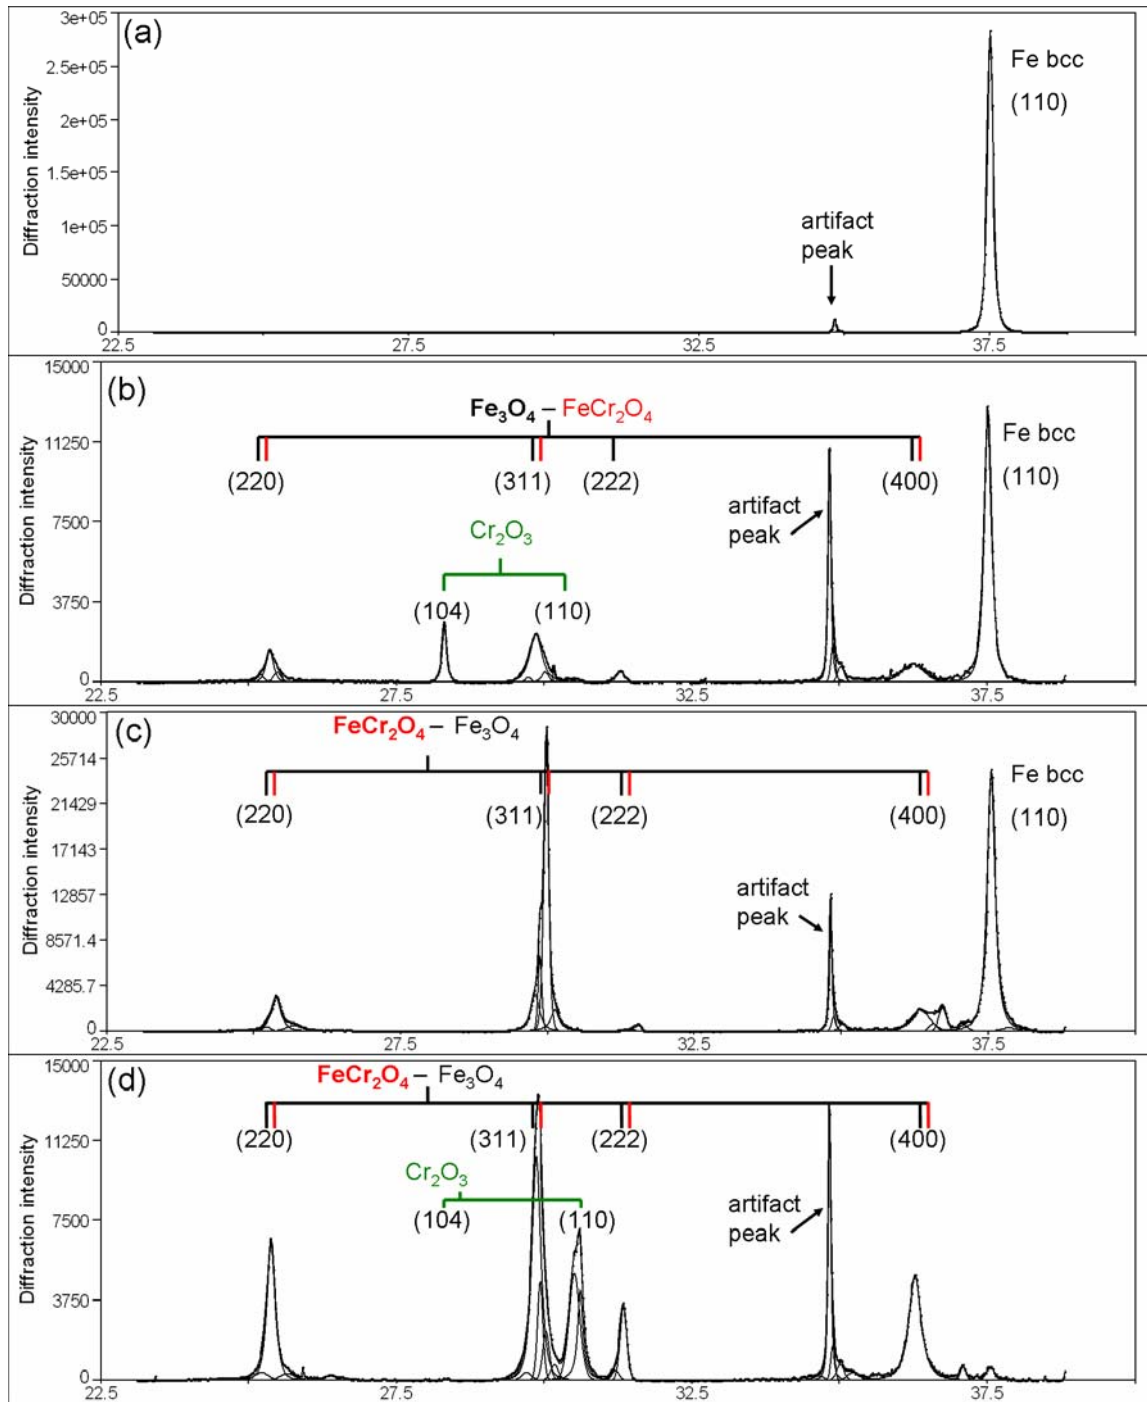 (a)
3e+05
2.5e+05
2e+05
1.5e+05
1e+05
50000
0
Diffraction intensity
Fe bcc
(110)
artifact
peak
22.5 27.5 32.5 37.5
(b)
15000
11250
7500
3750
0
Diffraction intensity
Fe₃O₄ – FeCr₂O₄
(220) (311) (222) (400)
Fe bcc
(110)
artifact
peak
Cr₂O₃
(104) (110)
22.5 27.5 32.5 37.5
(c)
30000
25714
21429
17143
12857
8571.4
4285.7
0
Diffraction intensity
FeCr₂O₄ – Fe₃O₄
(220) (311) (222) (400)
Fe bcc
(110)
artifact
peak
22.5 27.5 32.5 37.5
(d)
15000
11250
7500
3750
0
Diffraction intensity
FeCr₂O₄ – Fe₃O₄
(220) (311) (222) (400)
Cr₂O₃
(104) (110)
artifact
peak
22.5 27.5 32.5 37.5